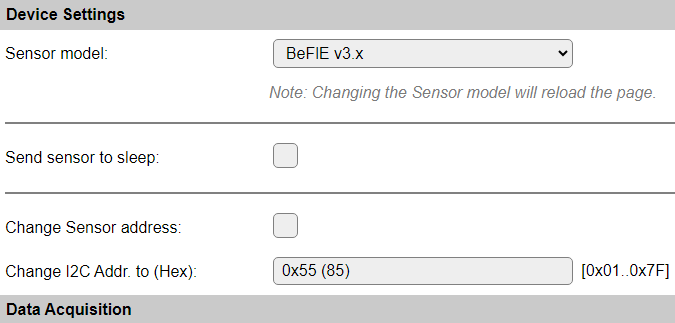 Device Settings
Sensor model: BeFlE v3.x
Note: Changing the Sensor model will reload the page.
Send sensor to sleep:
Change Sensor address:
Change I2C Addr. to (Hex): 0x55 (85) [0x01..0x7F]
Data Acquisition